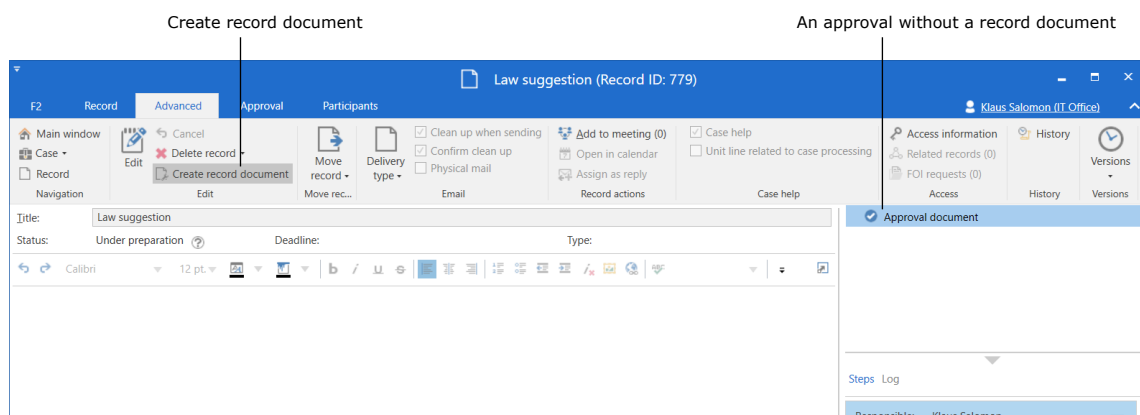 Create record document
An approval without a record document
Law suggestion (Record ID: 779)
F2 Record Advanced Approval Participants Klaus Salomon (IT Office)
Main window Cancel Clean up when sending Add to meeting (0) Case help Access information History
Case Delete record Confirm clean up Open in calendar Unit line related to case processing Related records (0)
Record Edit Create record document Move record Delivery type Physical mail Assign as reply FOI requests (0) Versions
Navigation Edit Move rec... Email Record actions Case help Access History Versions
Title: Law suggestion Approval document
Status: Under preparation ? Deadline: Type:
Calibri 12 pt. b i u s ABC
Steps Log
Responsible: Klaus Salomon